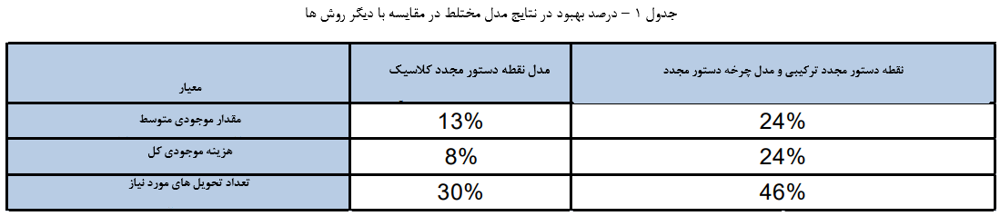 جدول ۱ – درصد بهبود در نتایج مدل مختلط در مقایسه با دیگر روش ها
معیار	مدل نقطه دستور مجدد کلاسیک	نقطه دستور مجدد ترکیبی و مدل چرخه دستور مجدد
مقدار موجودی متوسط	13%	24%
هزینه موجودی کل	8%	24%
تعداد تحویل های مورد نیاز	30%	46%